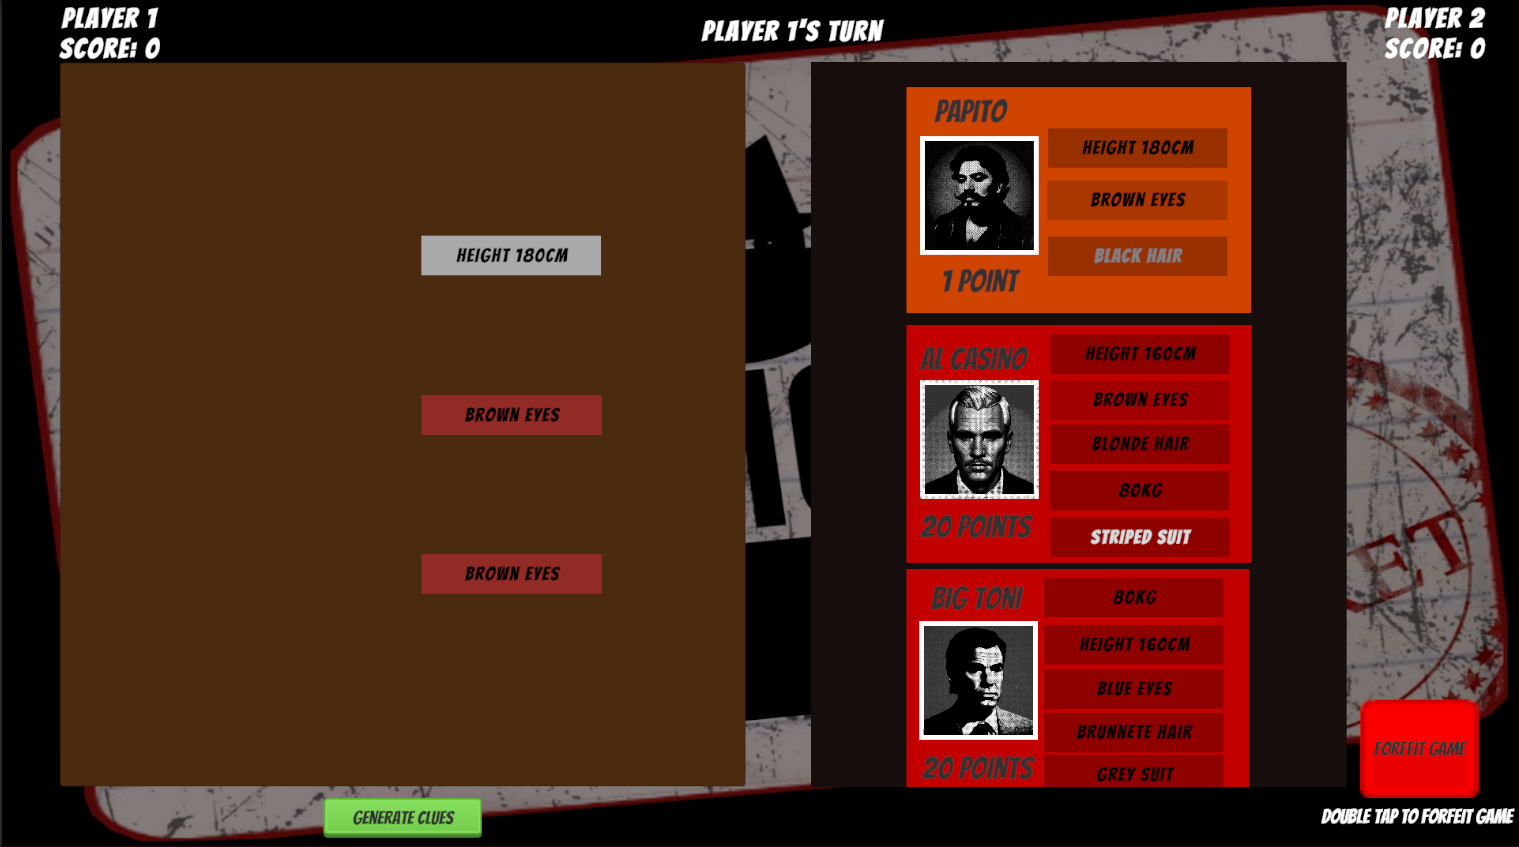 PLAYER 1
SCORE: 0
PLAYER 1'S TURN
PLAYER 2
SCORE: 0
HEIGHT 180CM
BROWN EYES
BROWN EYES
GENERATE CLUES
PAPITO
HEIGHT 180CM
BROWN EYES
BLACK HAIR
1 POINT
AL CASINO
HEIGHT 160CM
BROWN EYES
BLONDE HAIR
80KG
STRIPED SUIT
20 POINTS
BIG TONI
80KG
HEIGHT 160CM
BLUE EYES
BRUNNETE HAIR
GREY SUIT
20 POINTS
FORFEIT GAME
DOUBLE TAP TO FORFEIT GAME